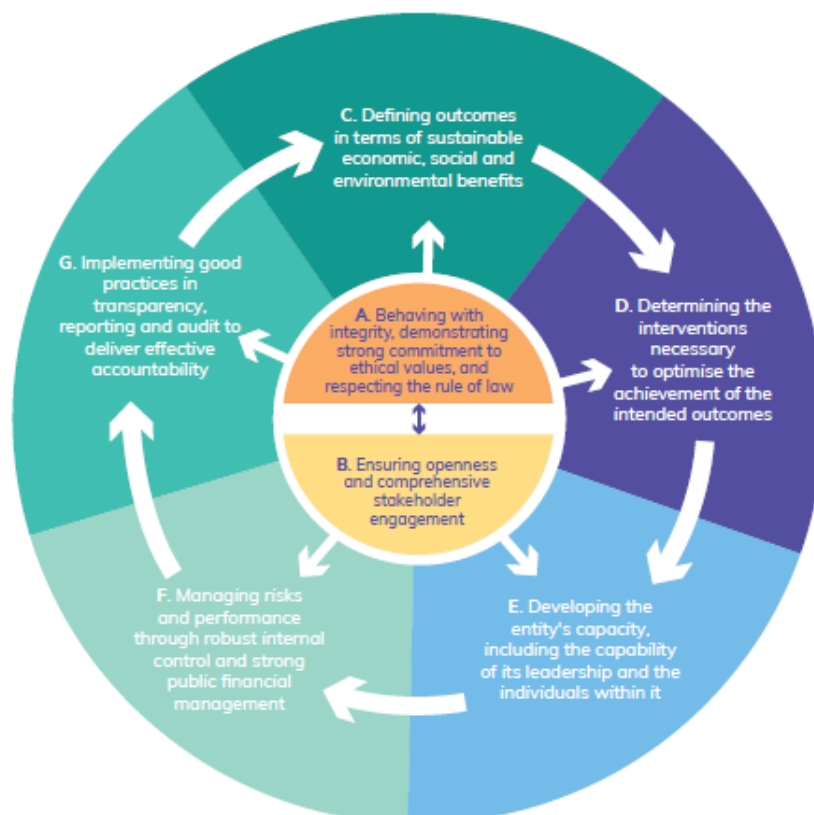 C. Defining outcomes
in terms of sustainable
economic, social and
environmental benefits
G. Implementing good
practices in
transparency,
reporting and audit to
deliver effective
accountability
A. Behaving with
integrity, demonstrating
strong commitment to
ethical values, and
respecting the rule of law
D. Determining the
interventions
necessary
to optimise the
achievement of the
intended outcomes
B. Ensuring openness
and comprehensive
stakeholder
engagement
F. Managing risks
and performance
through robust internal
control and strong
public financial
management
E. Developing the
entity's capacity,
including the capability
of its leadership and the
individuals within it